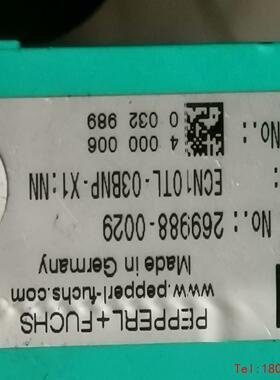 PEPPERL+FUCHS
www.pepperl-fuchs.com
Made in Germany
No.: 269988-0029
ECN10TL-03BNP-X1:NN
No.: 4 000 006
0 032 989
Tel:180